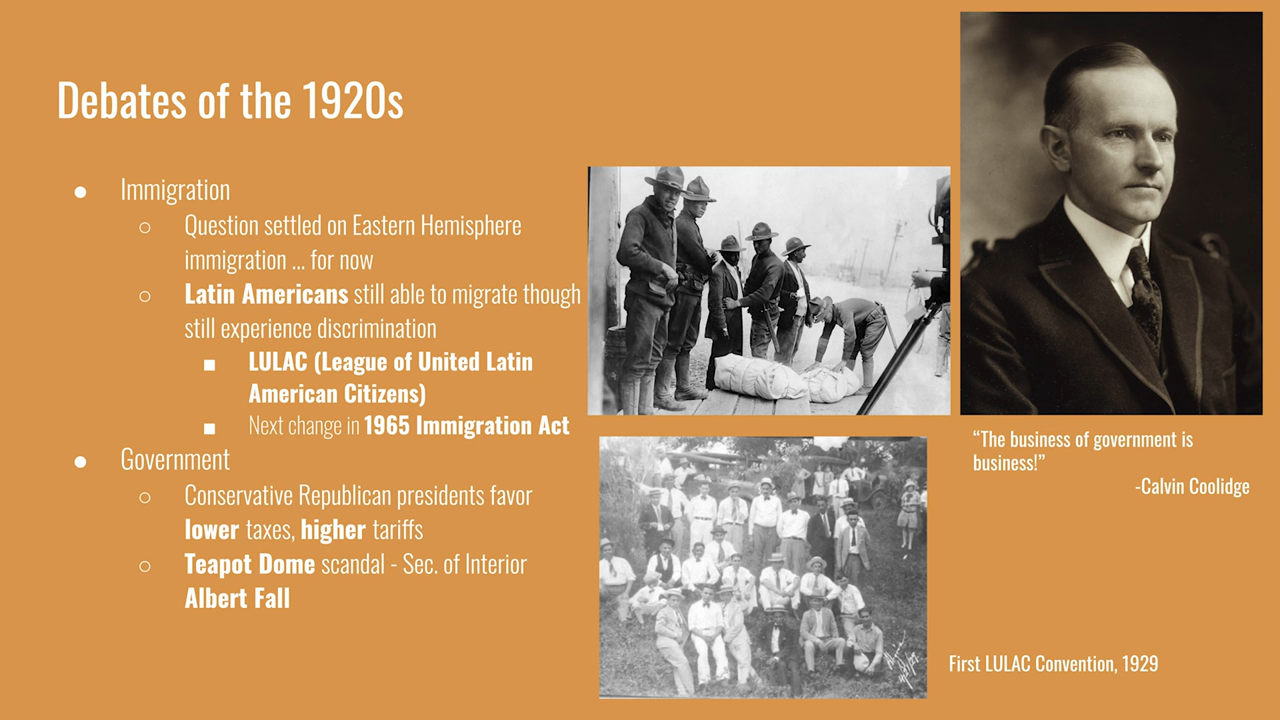 Debates of the 1920s
● Immigration
○ Question settled on Eastern Hemisphere
immigration ... for now
○ Latin Americans still able to migrate though
still experience discrimination
■ LULAC (League of United Latin
American Citizens)
■ Next change in 1965 Immigration Act
● Government
○ Conservative Republican presidents favor
lower taxes, higher tariffs
○ Teapot Dome scandal - Sec. of Interior
Albert Fall
“The business of government is
business!”
-Calvin Coolidge
First LULAC Convention, 1929